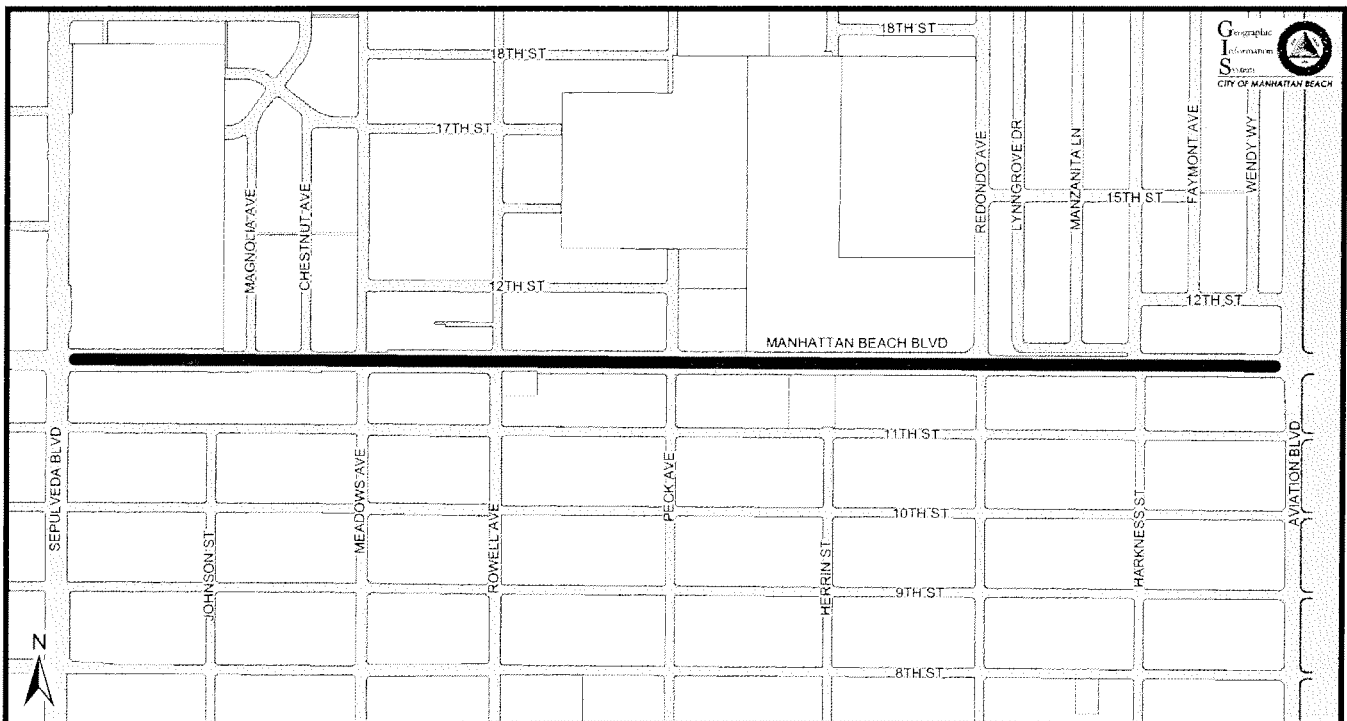 18TH ST
18TH ST
Geographic
Information
System
CITY OF MANHATTAN BEACH
17TH ST
MAGNOLIA AVE
CHESTNUT AVE
REDONDO AVE
LYNNGROVE DR
MANZANITA LN
FAYMONT AVE
WENDY WY
15TH ST
12TH ST
12TH ST
MANHATTAN BEACH BLVD
SEPULVEDA BLVD
JOHNSON ST
MEADOWS AVE
ROWELL AVE
PECK AVE
HERRIN ST
HARKNESS ST
AVIATION BLVD
11TH ST
10TH ST
9TH ST
8TH ST
N